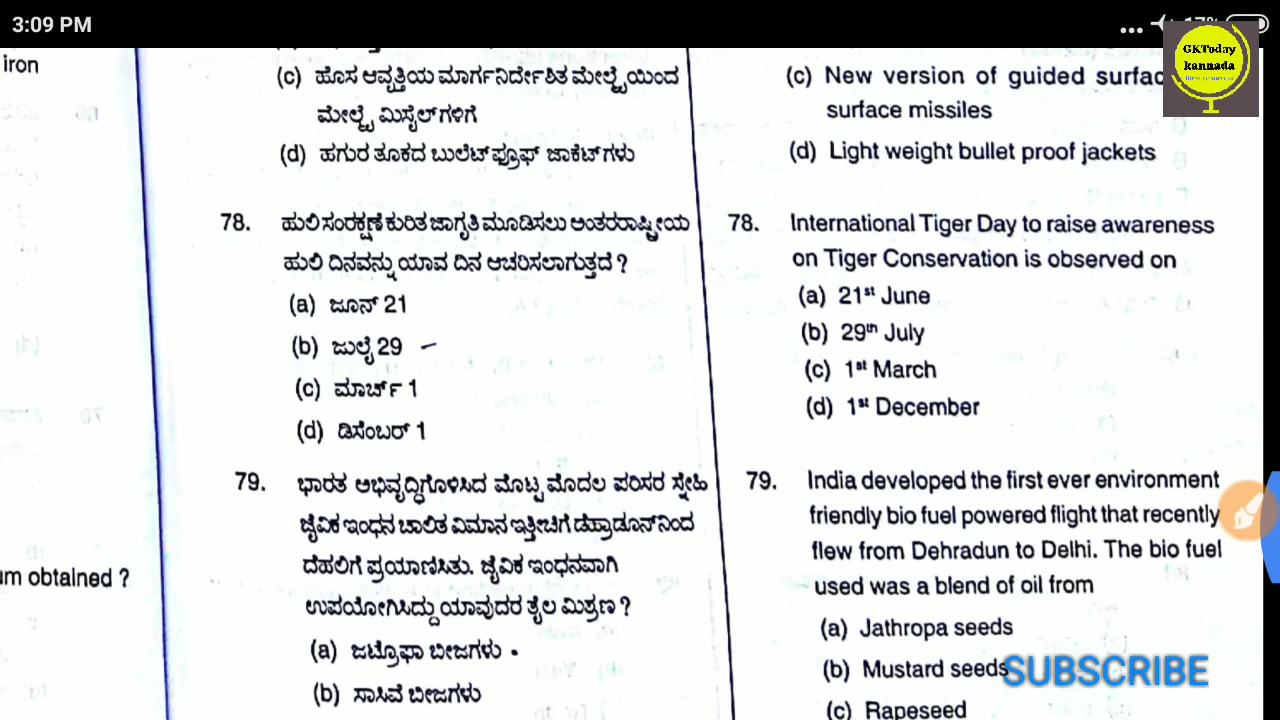 3:09 PM
17%
GKToday
kannada
iron
um obtained ?
(c) ಹೊಸ ಆವೃತ್ತಿಯ ಮಾರ್ಗನಿರ್ದೇಶಿತ ಮೇಲ್ಮೈಯಿಂದ
ಮೇಲ್ಮೈ ಮಿಸೈಲ್‌ಗಳಿಗೆ
(d) ಹಗುರ ತೂಕದ ಬುಲೆಟ್‌ಪ್ರೂಫ್ ಜಾಕೆಟ್‌ಗಳು
78. ಹುಲಿ ಸಂರಕ್ಷಣೆ ಕುರಿತ ಜಾಗೃತಿ ಮೂಡಿಸಲು ಅಂತರರಾಷ್ಟ್ರೀಯ
ಹುಲಿ ದಿನವನ್ನು ಯಾವ ದಿನ ಆಚರಿಸಲಾಗುತ್ತದೆ ?
(a) ಜೂನ್ 21
(b) ಜುಲೈ 29
(c) ಮಾರ್ಚ್ 1
(d) ಡಿಸೆಂಬರ್ 1
79. ಭಾರತ ಅಭಿವೃದ್ಧಿಗೊಳಿಸಿದ ಮೊಟ್ಟ ಮೊದಲ ಪರಿಸರ ಸ್ನೇಹಿ
ಜೈವಿಕ ಇಂಧನ ಚಾಲಿತ ವಿಮಾನ ಇತ್ತೀಚಿಗೆ ಡೆಹ್ರಾಡೂನ್‌ನಿಂದ
ದೆಹಲಿಗೆ ಪ್ರಯಾಣಿಸಿತು. ಜೈವಿಕ ಇಂಧನವಾಗಿ
ಉಪಯೋಗಿಸಿದ್ದು ಯಾವುದರ ತೈಲ ಮಿಶ್ರಣ ?
(a) ಜಟ್ರೊಫಾ ಬೀಜಗಳು
(b) ಸಾಸಿವೆ ಬೀಜಗಳು
(c) New version of guided surfac
surface missiles
(d) Light weight bullet proof jackets
78. International Tiger Day to raise awareness
on Tiger Conservation is observed on
(a) 21st June
(b) 29th July
(c) 1st March
(d) 1st December
79. India developed the first ever environment
friendly bio fuel powered flight that recently
flew from Dehradun to Delhi. The bio fuel
used was a blend of oil from
(a) Jathropa seeds
(b) Mustard seeds
(c) Rapeseed
SUBSCRIBE